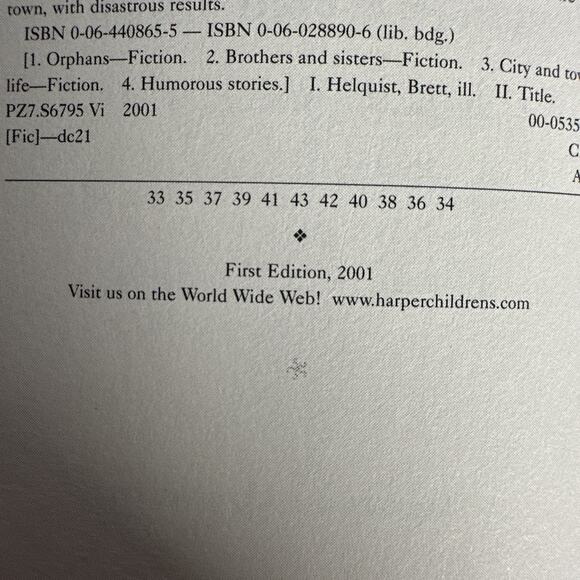 town, with disastrous results.
ISBN 0-06-440865-5 — ISBN 0-06-028890-6 (lib. bdg.)
[1. Orphans—Fiction. 2. Brothers and sisters—Fiction. 3. City and tow
life—Fiction. 4. Humorous stories.] I. Helquist, Brett, ill. II. Title.
PZ7.S6795 Vi 2001
00-0535
[Fic]—dc21
C
A
33 35 37 39 41 43 42 40 38 36 34
❖
First Edition, 2001
Visit us on the World Wide Web! www.harperchildrens.com